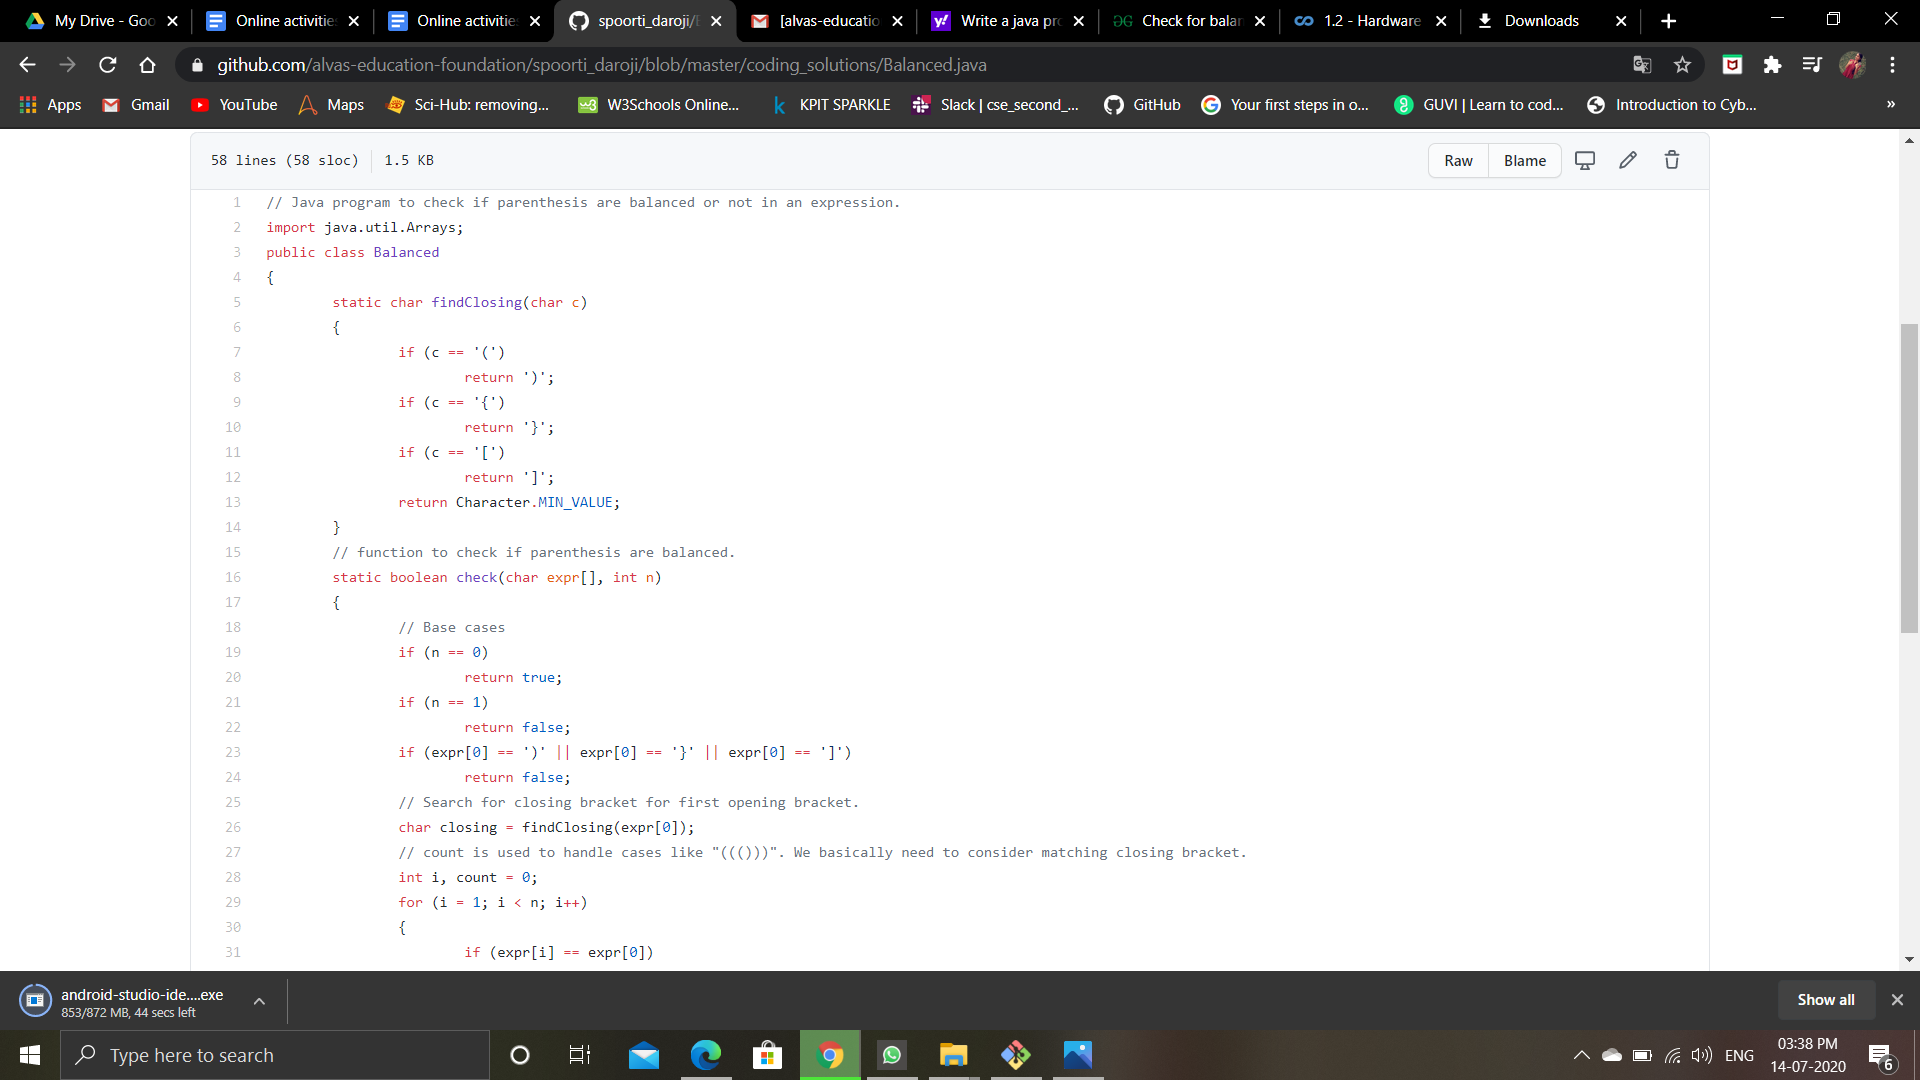 My Drive - Goo
Online activitie
Online activitie
spoorti_daroji/
[alvas-educatio
Write a java pro
Check for balan
1.2 - Hardware
Downloads
github.com/alvas-education-foundation/spoorti_daroji/blob/master/coding_solutions/Balanced.java
Apps Gmail YouTube Maps Sci-Hub: removing... W3Schools Online... KPIT SPARKLE Slack | cse_second_... GitHub Your first steps in o... GUVI | Learn to cod... Introduction to Cyb... »
58 lines (58 sloc) 1.5 KB Raw Blame
1 // Java program to check if parenthesis are balanced or not in an expression.
2 import java.util.Arrays;
3 public class Balanced
4 {
5 static char findClosing(char c)
6 {
7 if (c == '(')
8 return ')';
9 if (c == '{')
10 return '}';
11 if (c == '[')
12 return ']';
13 return Character.MIN_VALUE;
14 }
15 // function to check if parenthesis are balanced.
16 static boolean check(char expr[], int n)
17 {
18 // Base cases
19 if (n == 0)
20 return true;
21 if (n == 1)
22 return false;
23 if (expr[0] == ')' || expr[0] == '}' || expr[0] == ']')
24 return false;
25 // Search for closing bracket for first opening bracket.
26 char closing = findClosing(expr[0]);
27 // count is used to handle cases like "((()))". We basically need to consider matching closing bracket.
28 int i, count = 0;
29 for (i = 1; i < n; i++)
30 {
31 if (expr[i] == expr[0])
android-studio-ide....exe
853/872 MB, 44 secs left
Show all
Type here to search
ENG
03:38 PM
14-07-2020
6